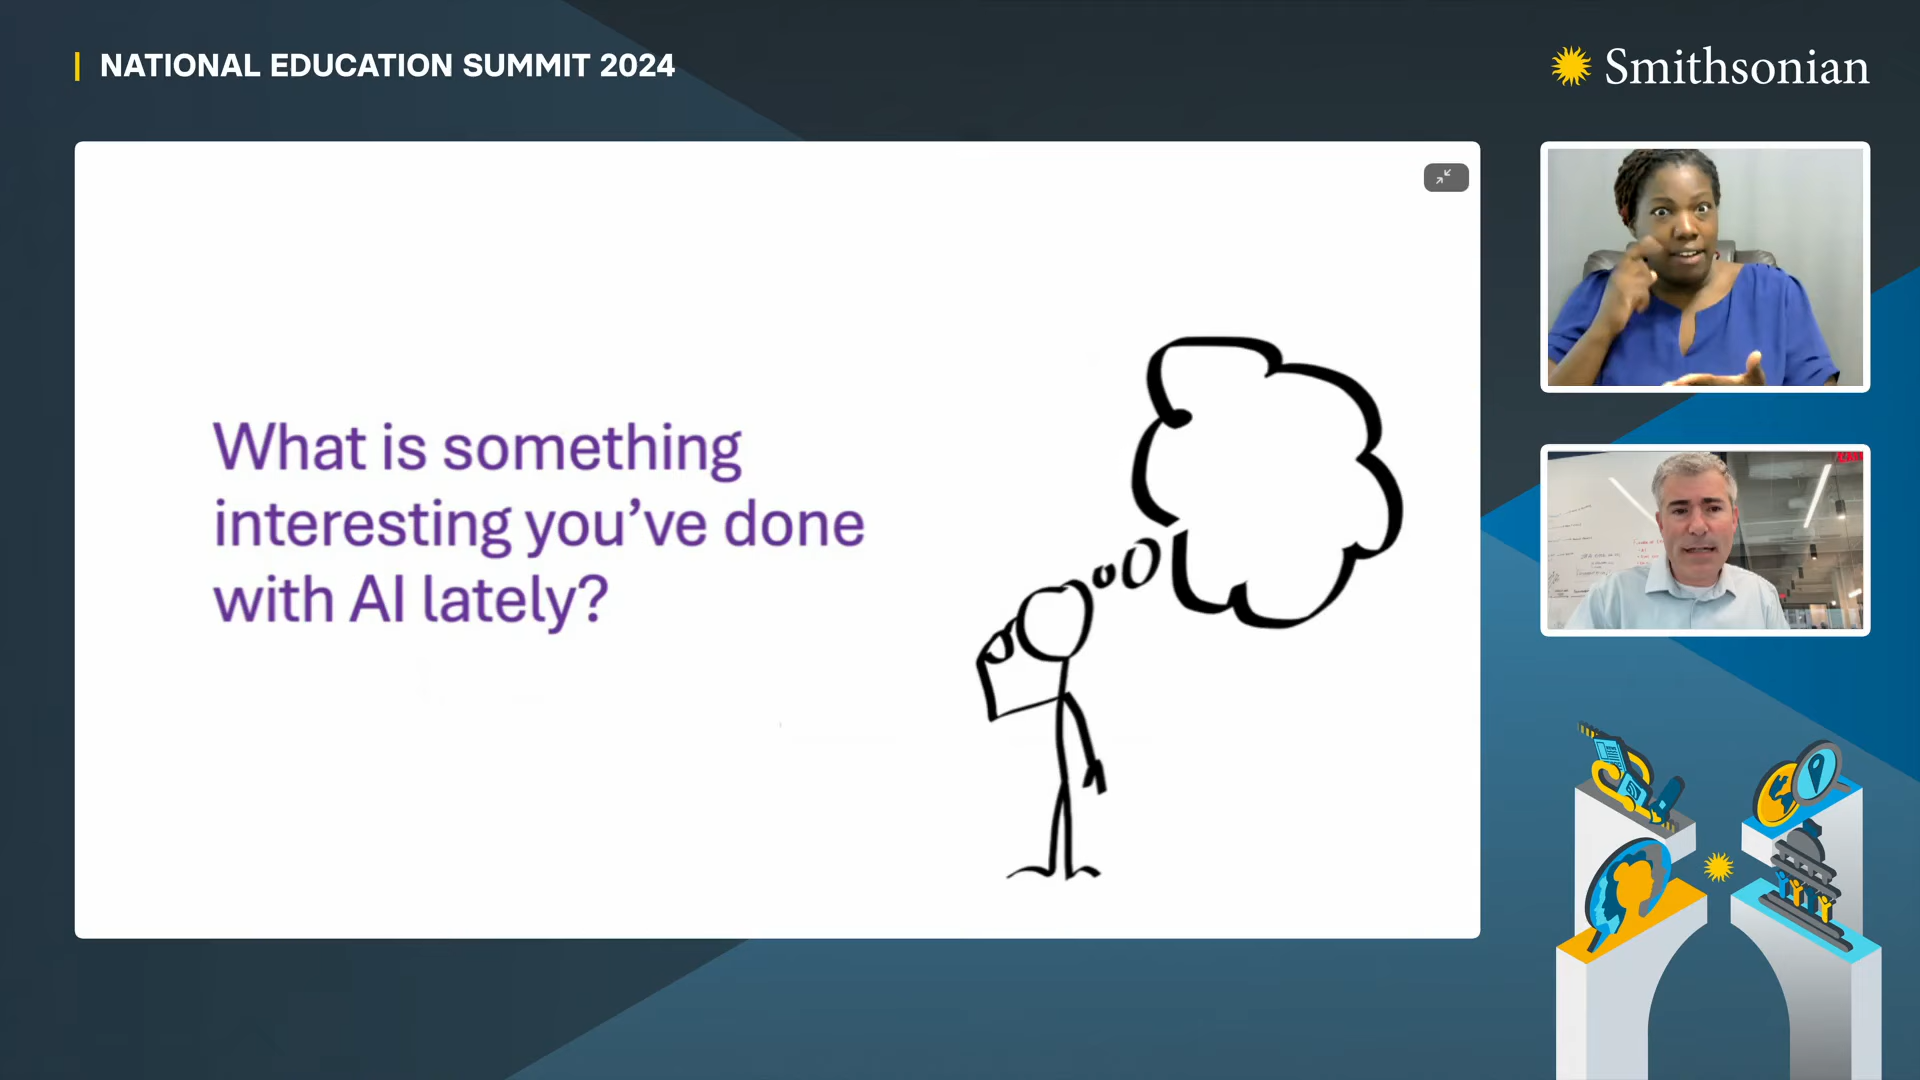 NATIONAL EDUCATION SUMMIT 2024
Smithsonian
What is something
interesting you’ve done
with AI lately?